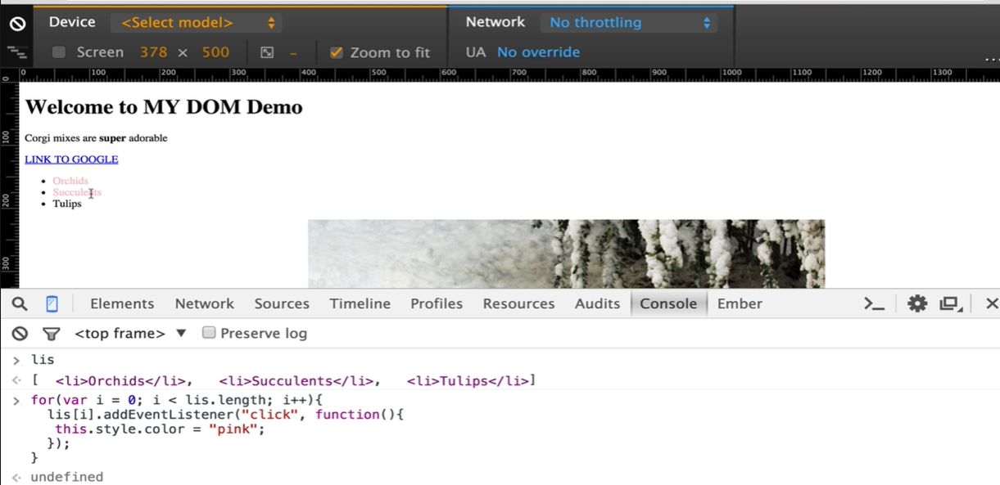 Device <Select model> Network No throttling
Screen 378 × 500 – Zoom to fit UA No override
...
0 100 200 300 400 500 600 700 800 900 1000 1100 1200 1300
0
100
200
300
Welcome to MY DOM Demo
Corgi mixes are super adorable
LINK TO GOOGLE
• Orchids
• Succulents
• Tulips
Elements Network Sources Timeline Profiles Resources Audits Console Ember
<top frame> ▼ Preserve log
> lis
<· [ <li>Orchids</li>, <li>Succulents</li>, <li>Tulips</li>]
> for(var i = 0; i < lis.length; i++){
lis[i].addEventListener("click", function(){
this.style.color = "pink";
});
}
<· undefined